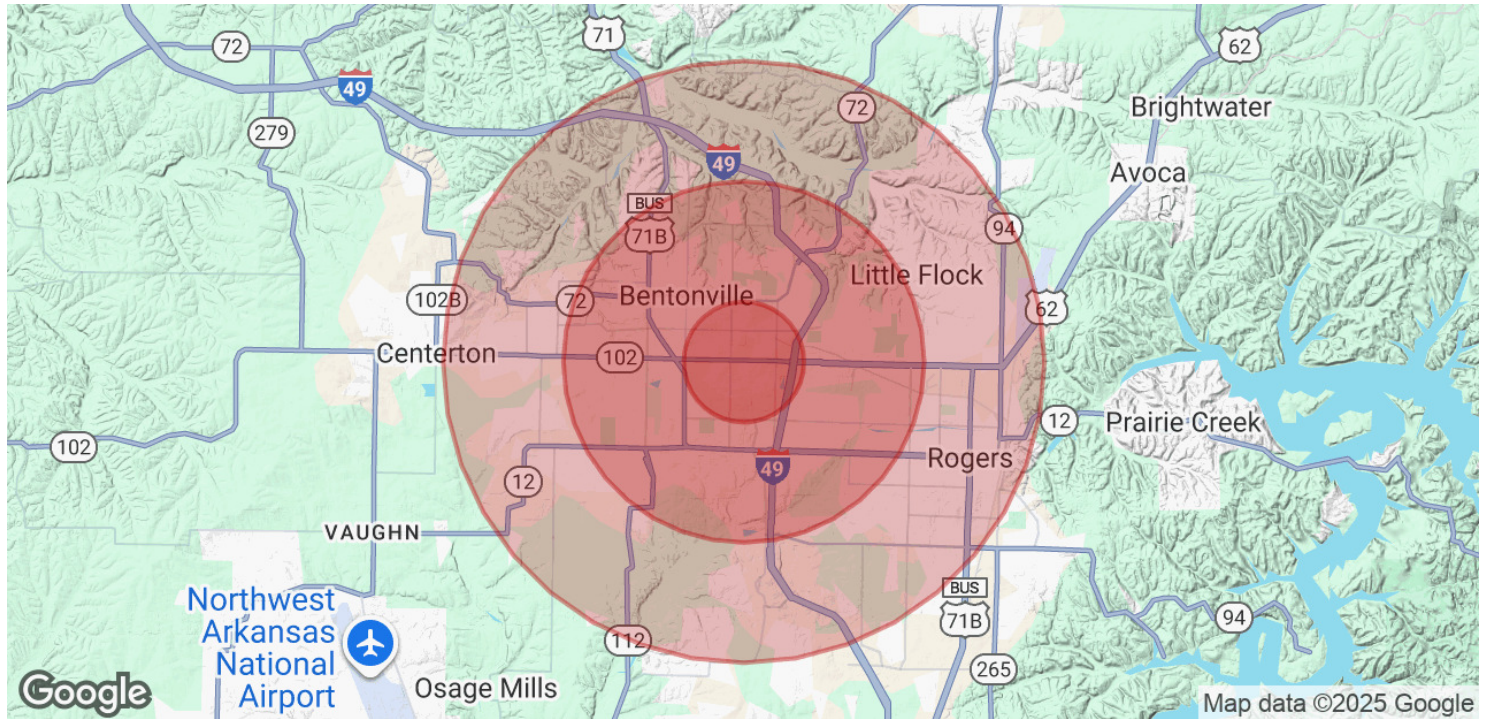 71
72
62
49
72
Brightwater
279
49
Avoca
BUS
71B
94
Little Flock
102B
72
Bentonville
62
Centerton
102
102
12
Prairie Creek
Rogers
49
12
VAUGHN
BUS
71B
Northwest
Arkansas
National
Airport
94
112
265
Osage Mills
Google
Map data ©2025 Google